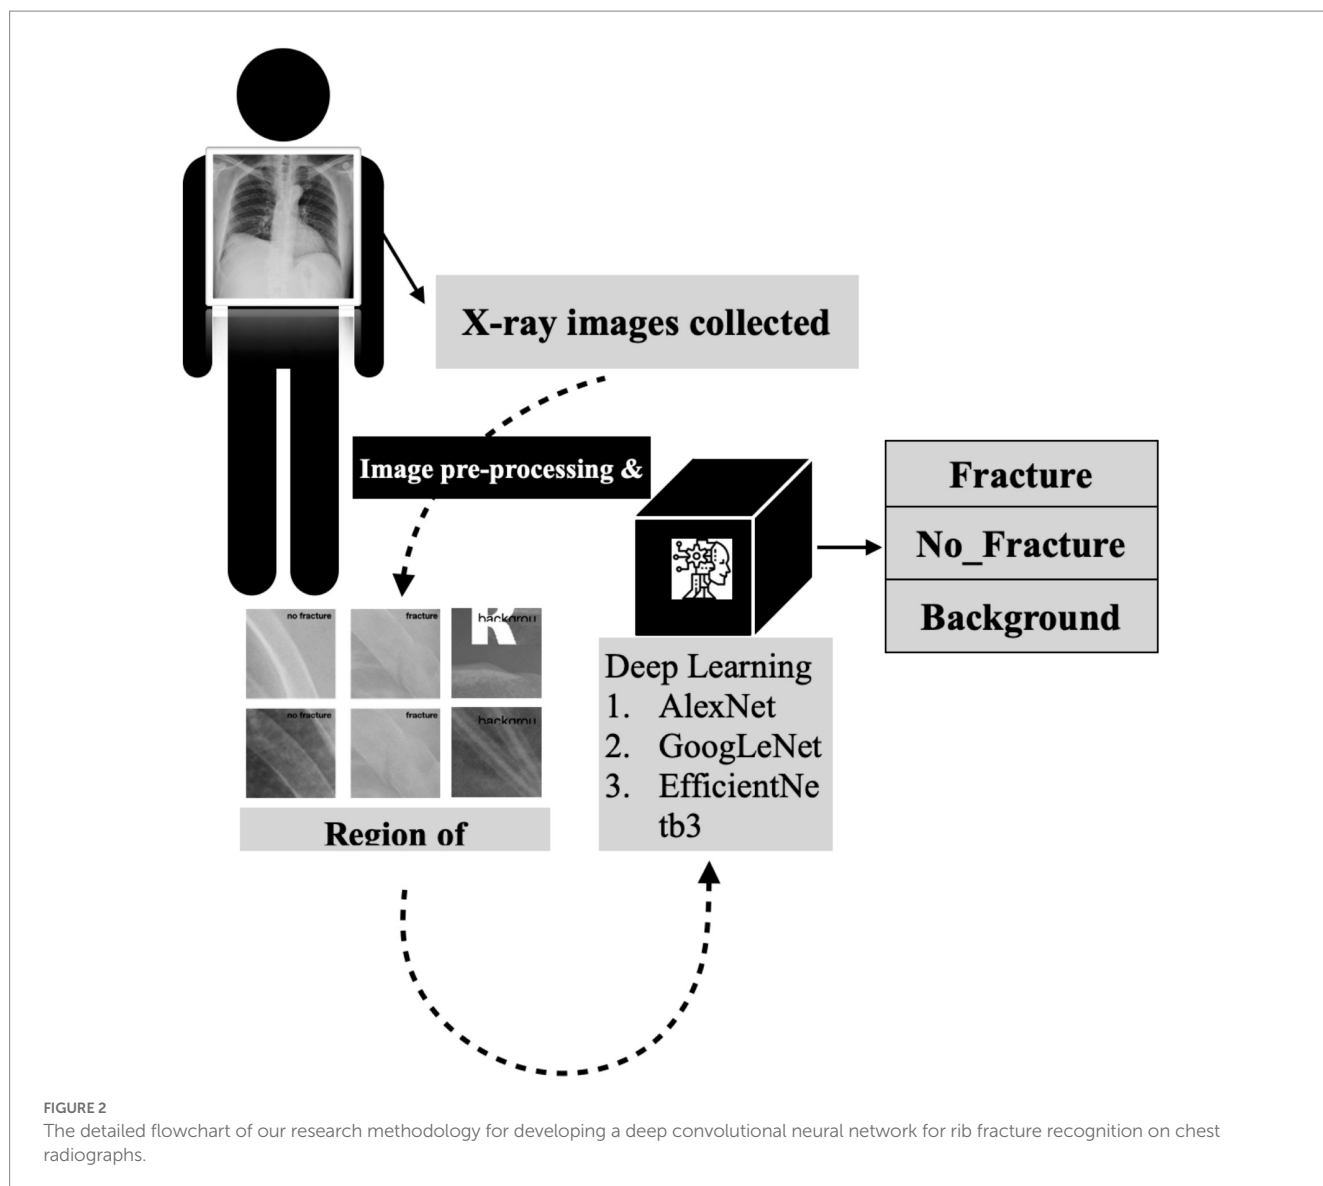 X-ray images collected
Image pre-processing &
Fracture
No_Fracture
Background
no fracture
fracture
backgrou
no fracture
fracture
backgrou
R
Region of
Deep Learning
1. AlexNet
2. GoogLeNet
3. EfficientNe
tb3
FIGURE 2
The detailed flowchart of our research methodology for developing a deep convolutional neural network for rib fracture recognition on chest
radiographs.